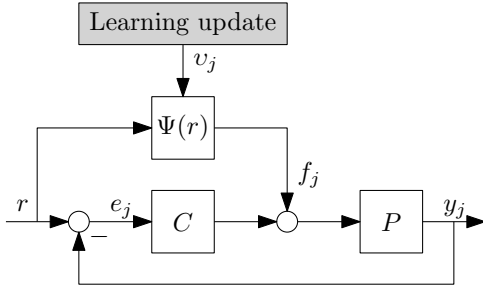 Learning update
υ_j
Ψ(r)
f_j
r
e_j
C
P
y_j
−